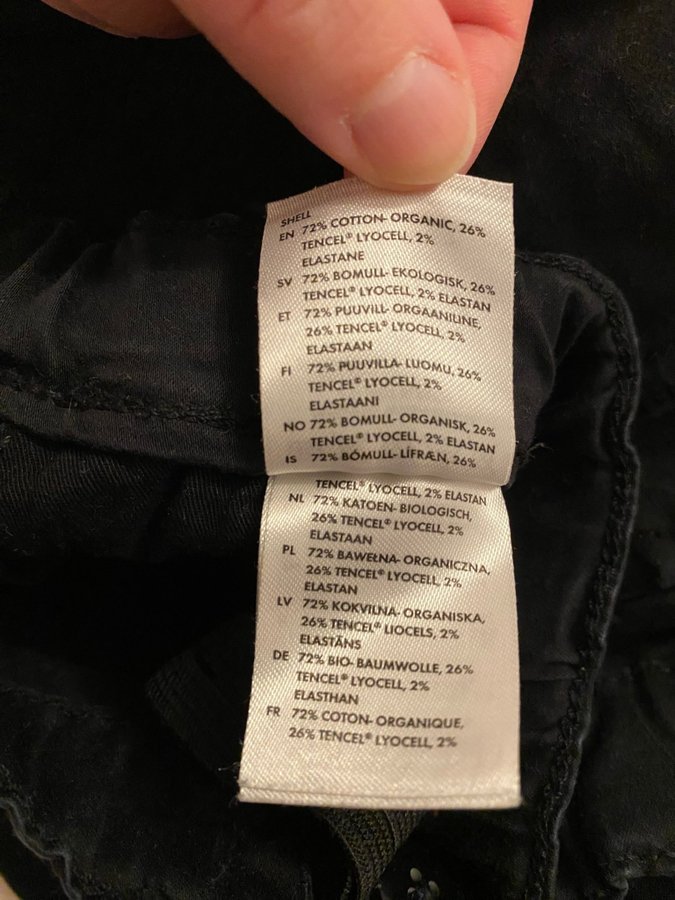 SHELL
EN 72% COTTON- ORGANIC, 26%
TENCEL® LYOCELL, 2%
ELASTANE
SV 72% BOMULL- EKOLOGISK, 26%
TENCEL® LYOCELL, 2% ELASTAN
ET 72% PUUVILL- ORGAANILINE,
26% TENCEL® LYOCELL, 2%
ELASTAAN
FI 72% PUUVILLA- LUOMU, 26%
TENCEL® LYOCELL, 2%
ELASTAANI
NO 72% BOMULL- ORGANISK, 26%
TENCEL® LYOCELL, 2% ELASTAN
IS 72% BÓMULL- LÍFRÆN, 26%
TENCEL® LYOCELL, 2% ELASTAN
NL 72% KATOEN- BIOLOGISCH,
26% TENCEL® LYOCELL, 2%
ELASTAAN
PL 72% BAWEŁNA- ORGANICZNA,
26% TENCEL® LYOCELL, 2%
ELASTAN
LV 72% KOKVILNA- ORGANISKA,
26% TENCEL® LIOCELS, 2%
ELASTĀNS
DE 72% BIO- BAUMWOLLE, 26%
TENCEL® LYOCELL, 2%
ELASTHAN
FR 72% COTON- ORGANIQUE,
26% TENCEL® LYOCELL, 2%